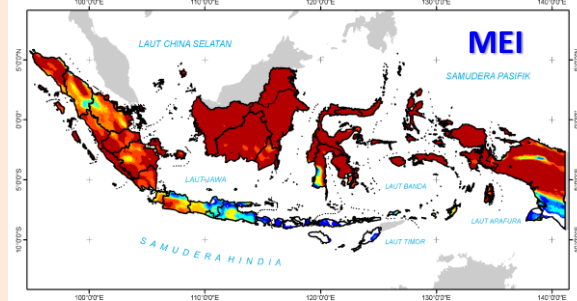 100°0'0"E 110°0'0"E 120°0'0"E 130°0'0"E 140°0'0"E
MEI
LAUT CHINA SELATAN
SAMUDERA PASIFIK
5°0'0"N
0°0'0"
5°0'0"S
10°0'0"S
LAUT JAWA
LAUT BANDA
LAUT ARAFURA
LAUT TIMOR
SAMUDERA HINDIA
100°0'0"E 110°0'0"E 120°0'0"E 130°0'0"E 140°0'0"E